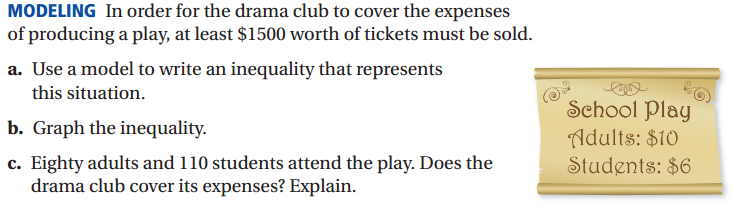 MODELING In order for the drama club to cover the expenses
of producing a play, at least $1500 worth of tickets must be sold.
a. Use a model to write an inequality that represents
this situation.
b. Graph the inequality.
c. Eighty adults and 110 students attend the play. Does the
drama club cover its expenses? Explain.
School Play
Adults: $10
Students: $6